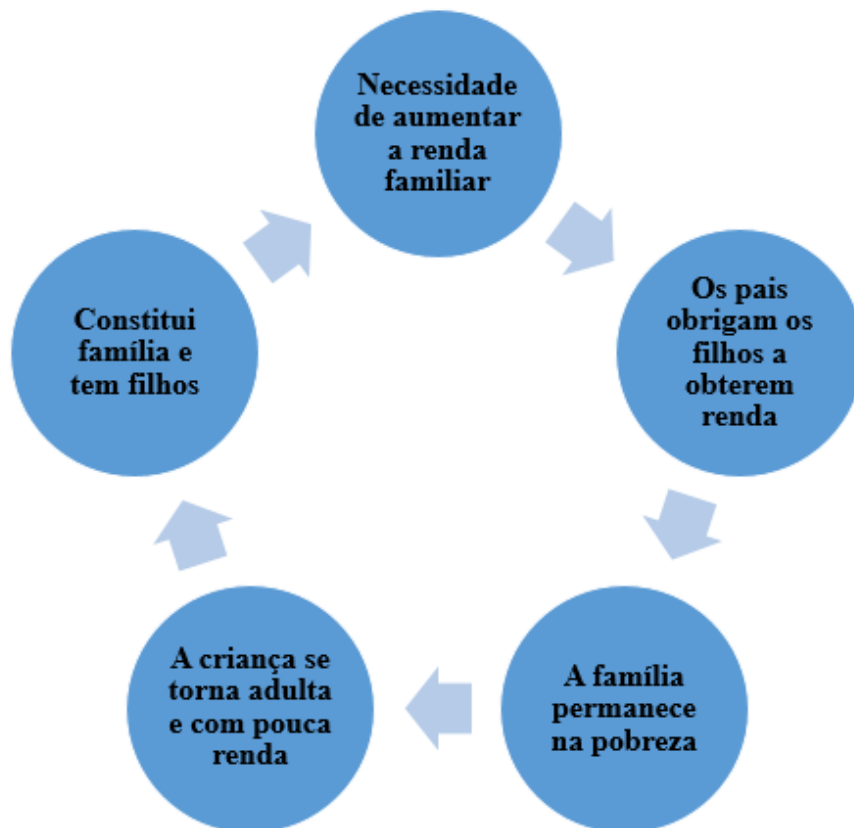 Necessidade
de aumentar
a renda
familiar
Os pais
obrigam os
filhos a
obterem
renda
A família
permanece
na pobreza
A criança se
torna adulta
e com pouca
renda
Constitui
família e
tem filhos